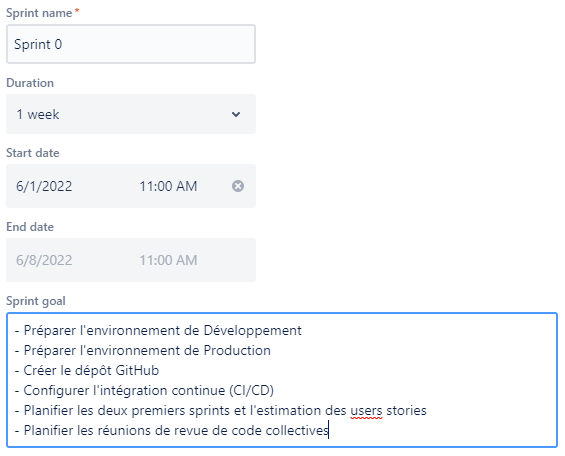 Sprint name*
Sprint 0
Duration
1 week
Start date
6/1/2022 11:00 AM
End date
6/8/2022 11:00 AM
Sprint goal
- Préparer l'environnement de Développement
- Préparer l'environnement de Production
- Créer le dépôt GitHub
- Configurer l'intégration continue (CI/CD)
- Planifier les deux premiers sprints et l'estimation des users stories
- Planifier les réunions de revue de code collectives